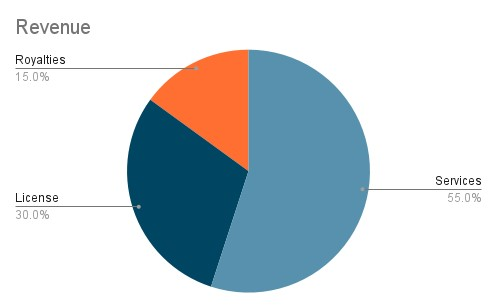 Revenue
Royalties
15.0%
Services
55.0%
License
30.0%